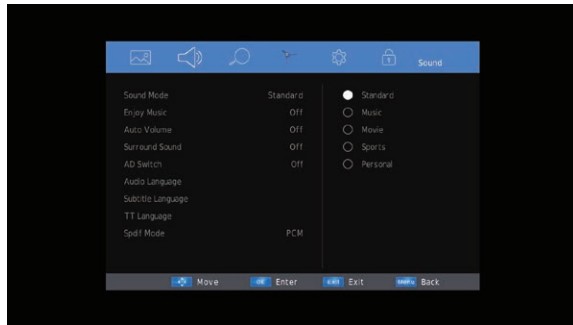 Sound
Sound Mode Standard
Enjoy Music Off
Auto Volume Off
Surround Sound Off
AD Switch Off
Audio Language
Subtitle Language
TT Language
Spdif Mode PCM
Standard
Music
Movie
Sports
Personal
Move OK Enter EXIT Exit Menu Back